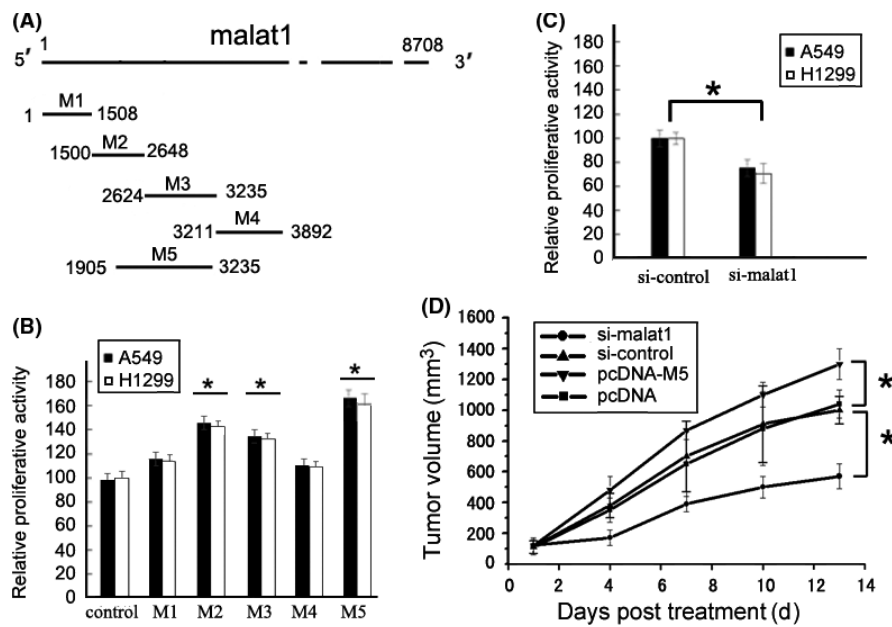 (A)
malat1
1
8708
5′
3′
M1
1
1508
M2
1500
2648
M3
2624
3235
M4
3211
3892
M5
1905
3235
(B)
A549
H1299
Relative proliferative activity
180
160
140
120
100
80
60
40
20
0
*
*
*
control M1 M2 M3 M4 M5
(C)
A549
H1299
Relative proliferative activity
180
160
140
120
100
80
60
40
20
0
*
si-control si-malat1
(D)
si-malat1
si-control
pcDNA-M5
pcDNA
Tumor volume (mm3)
1600
1400
1200
1000
800
600
400
200
0
*
*
0 2 4 6 8 10 12 14
Days post treatment (d)